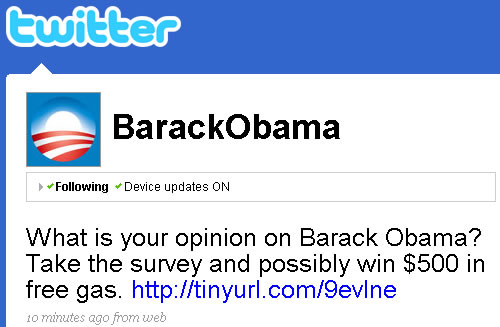 twitter
BarackObama
Following Device updates ON
What is your opinion on Barack Obama?
Take the survey and possibly win $500 in
free gas. http://tinyurl.com/9evlne
10 minutes ago from web